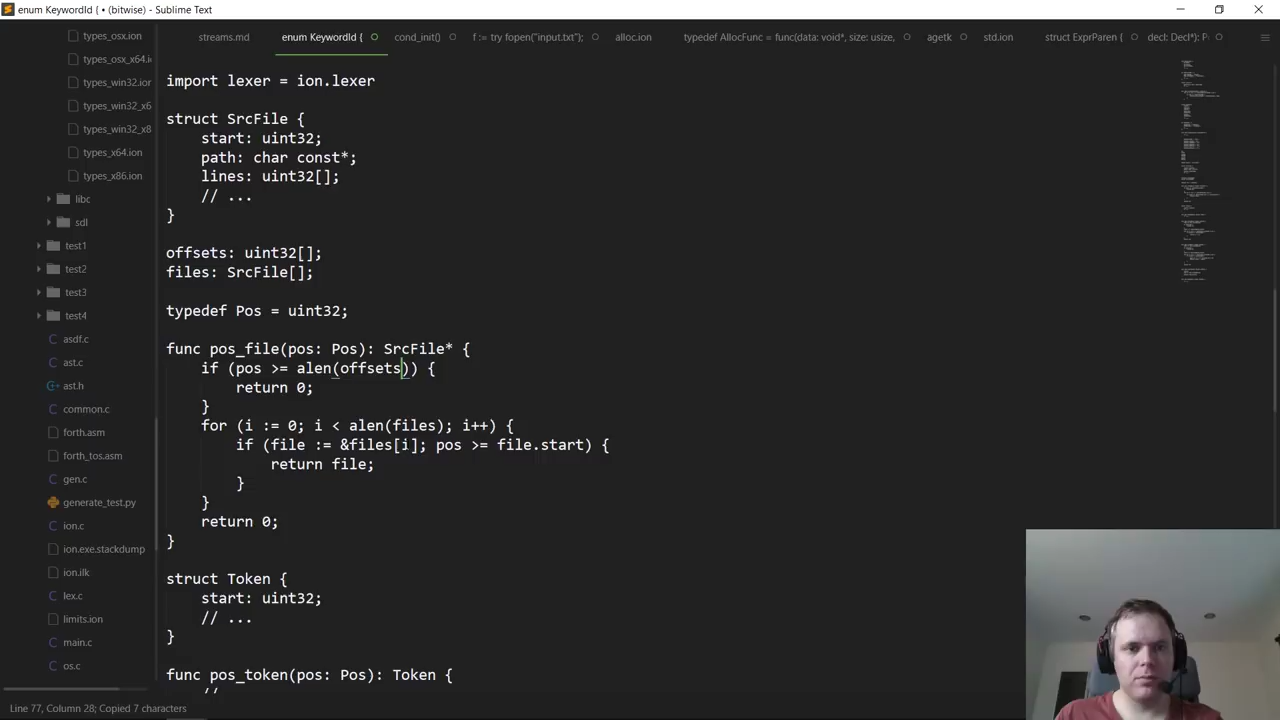 enum KeywordId { • (bitwise) - Sublime Text
streams.md
enum KeywordId {
cond_init()
f := try fopen("input.txt");
alloc.ion
typedef AllocFunc = func(data: void*, size: usize,
agetk
std.ion
struct ExprParen {
decl: Decl*): P
types_osx.ion
types_osx_x64.i
types_win32.ion
types_win32_x6
types_win32_x8
types_x64.ion
types_x86.ion
libc
sdl
test1
test2
test3
test4
asdf.c
ast.c
ast.h
common.c
forth.asm
forth_tos.asm
gen.c
generate_test.py
ion.c
ion.exe.stackdump
ion.ilk
lex.c
limits.ion
main.c
os.c
import lexer = ion.lexer
struct SrcFile {
start: uint32;
path: char const*;
lines: uint32[];
// ...
}
offsets: uint32[];
files: SrcFile[];
typedef Pos = uint32;
func pos_file(pos: Pos): SrcFile* {
if (pos >= alen(offsets)) {
return 0;
}
for (i := 0; i < alen(files); i++) {
if (file := &files[i]; pos >= file.start) {
return file;
}
}
return 0;
}
struct Token {
start: uint32;
// ...
}
func pos_token(pos: Pos): Token {
//
Line 77, Column 28; Copied 7 characters